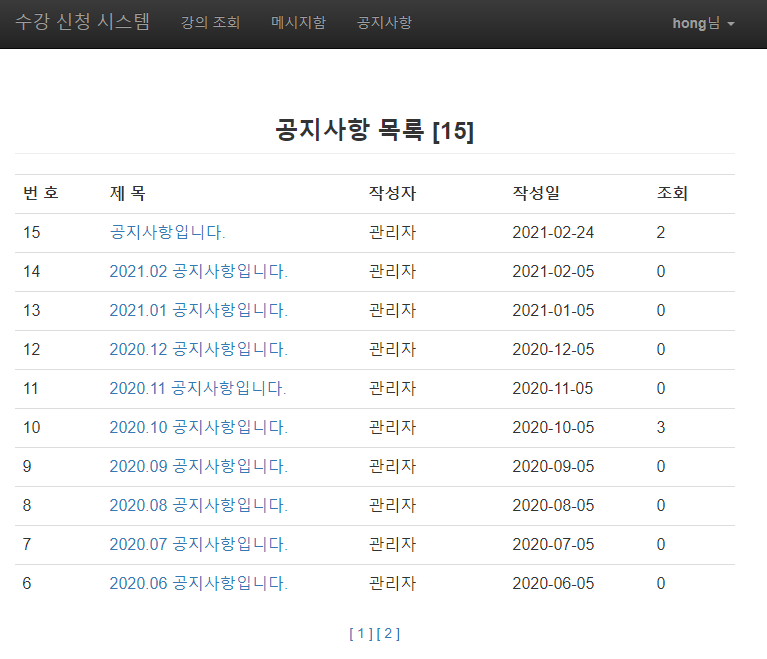 수강 신청 시스템 강의 조회 메시지함 공지사항 hong님
공지사항 목록 [15]
번 호 제 목 작성자 작성일 조회
15 공지사항입니다. 관리자 2021-02-24 2
14 2021.02 공지사항입니다. 관리자 2021-02-05 0
13 2021.01 공지사항입니다. 관리자 2021-01-05 0
12 2020.12 공지사항입니다. 관리자 2020-12-05 0
11 2020.11 공지사항입니다. 관리자 2020-11-05 0
10 2020.10 공지사항입니다. 관리자 2020-10-05 3
9 2020.09 공지사항입니다. 관리자 2020-09-05 0
8 2020.08 공지사항입니다. 관리자 2020-08-05 0
7 2020.07 공지사항입니다. 관리자 2020-07-05 0
6 2020.06 공지사항입니다. 관리자 2020-06-05 0
[ 1 ] [ 2 ]